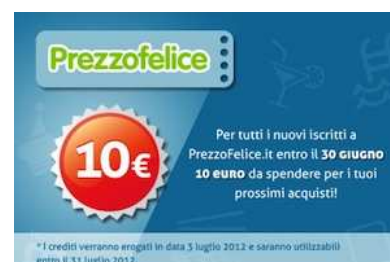 Prezzofelice
10€
Per tutti i nuovi iscritti a
PrezzoFelice.it entro il 30 GIUGNO
10 EURO da spendere per i tuoi
prossimi acquisti!
* I crediti verranno erogati in data 3 luglio 2012 e saranno utilizzabili
entro il 31 luglio 2012.